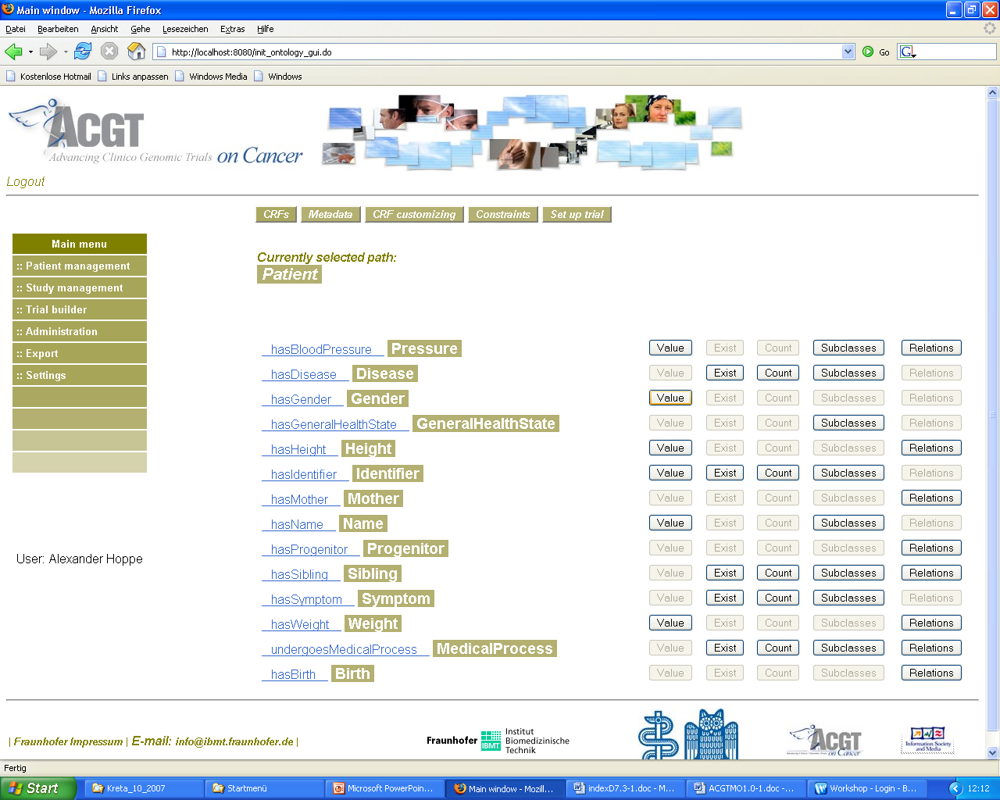 Main window - Mozilla Firefox
Datei Bearbeiten Ansicht Gehe Lesezeichen Extras Hilfe
http://localhost:8080/init_ontology_gui.do Go
Kostenlose Hotmail Links anpassen Windows Media Windows
ACGT
Advancing Clinico Genomic Trials on Cancer
Logout
CRFs Metadata CRF customizing Constraints Set up trial
Main menu
:: Patient management
:: Study management
:: Trial builder
:: Administration
:: Export
:: Settings
User: Alexander Hoppe
Currently selected path:
Patient
hasBloodPressure Pressure Value Exist Count Subclasses Relations
hasDisease Disease Value Exist Count Subclasses Relations
hasGender Gender Value Exist Count Subclasses Relations
hasGeneralHealthState GeneralHealthState Value Exist Count Subclasses Relations
hasHeight Height Value Exist Count Subclasses Relations
hasIdentifier Identifier Value Exist Count Subclasses Relations
hasMother Mother Value Exist Count Subclasses Relations
hasName Name Value Exist Count Subclasses Relations
hasProgenitor Progenitor Value Exist Count Subclasses Relations
hasSibling Sibling Value Exist Count Subclasses Relations
hasSymptom Symptom Value Exist Count Subclasses Relations
hasWeight Weight Value Exist Count Subclasses Relations
undergoesMedicalProcess MedicalProcess Value Exist Count Subclasses Relations
hasBirth Birth Value Exist Count Subclasses Relations
| Fraunhofer Impressum | E-mail: info@ibmt.fraunhofer.de |
Fraunhofer IBMT Institut
Biomedizinische
Technik
ACGT
on Cancer
Information Society
and Media
Fertig
Start Kreta_10_2007 Startmenü Microsoft PowerPoin... Main window - Mozill... indexD7.3-1.doc - M... ACGTMO1.0-1.doc -... Workshop - Login - B... 12:12